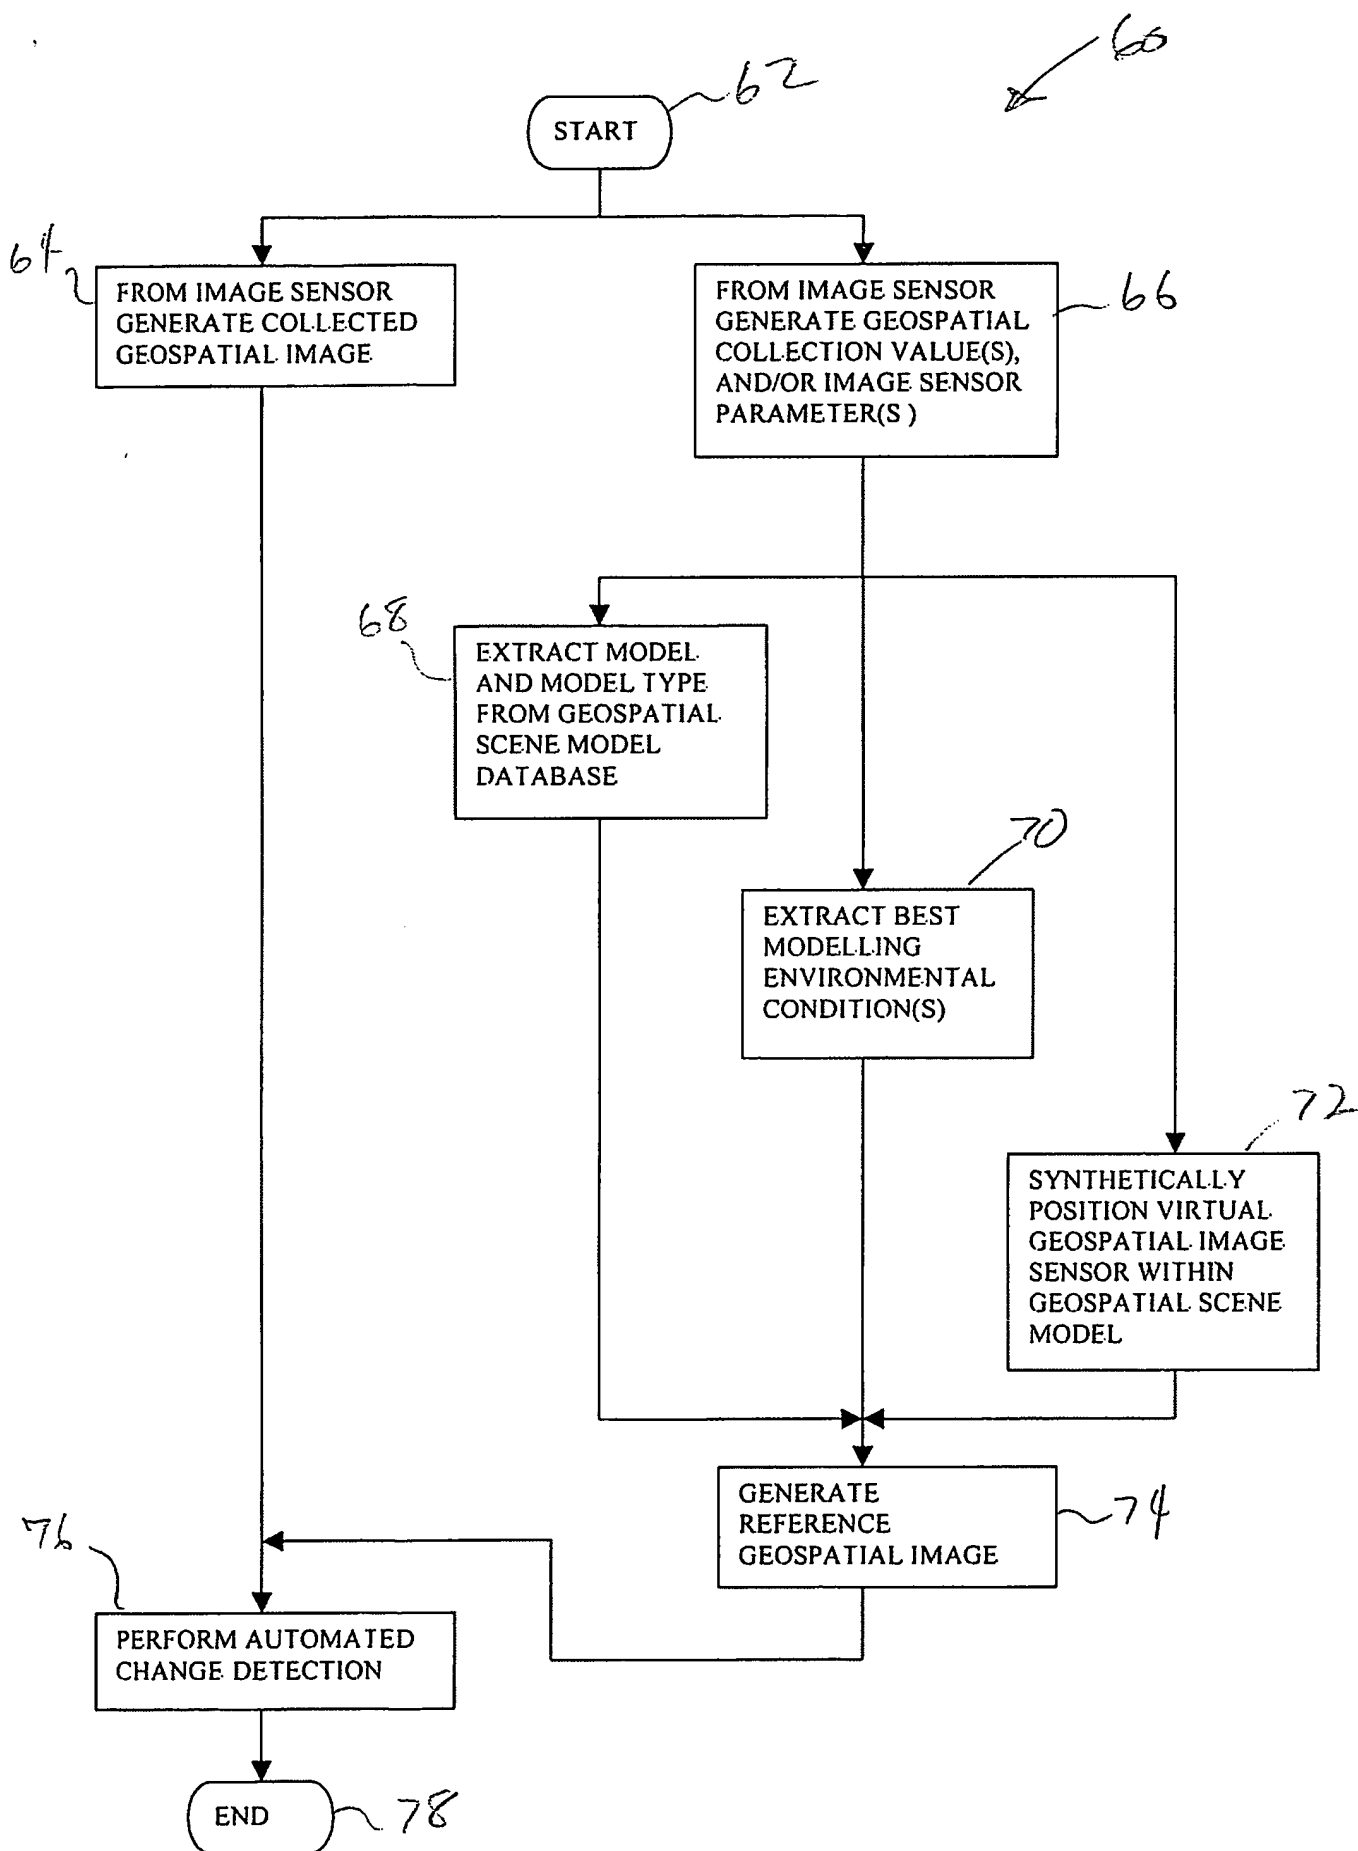 60
62
START
64
FROM IMAGE SENSOR
GENERATE COLLECTED
GEOSPATIAL IMAGE
FROM IMAGE SENSOR
GENERATE GEOSPATIAL
COLLECTION VALUE(S),
AND/OR IMAGE SENSOR
PARAMETER(S )
66
68
EXTRACT MODEL
AND MODEL TYPE
FROM GEOSPATIAL
SCENE MODEL
DATABASE
70
EXTRACT BEST
MODELLING
ENVIRONMENTAL
CONDITION(S)
72
SYNTHETICALLY
POSITION VIRTUAL
GEOSPATIAL IMAGE
SENSOR WITHIN
GEOSPATIAL SCENE
MODEL
GENERATE
REFERENCE
GEOSPATIAL IMAGE
74
76
PERFORM AUTOMATED
CHANGE DETECTION
END
78